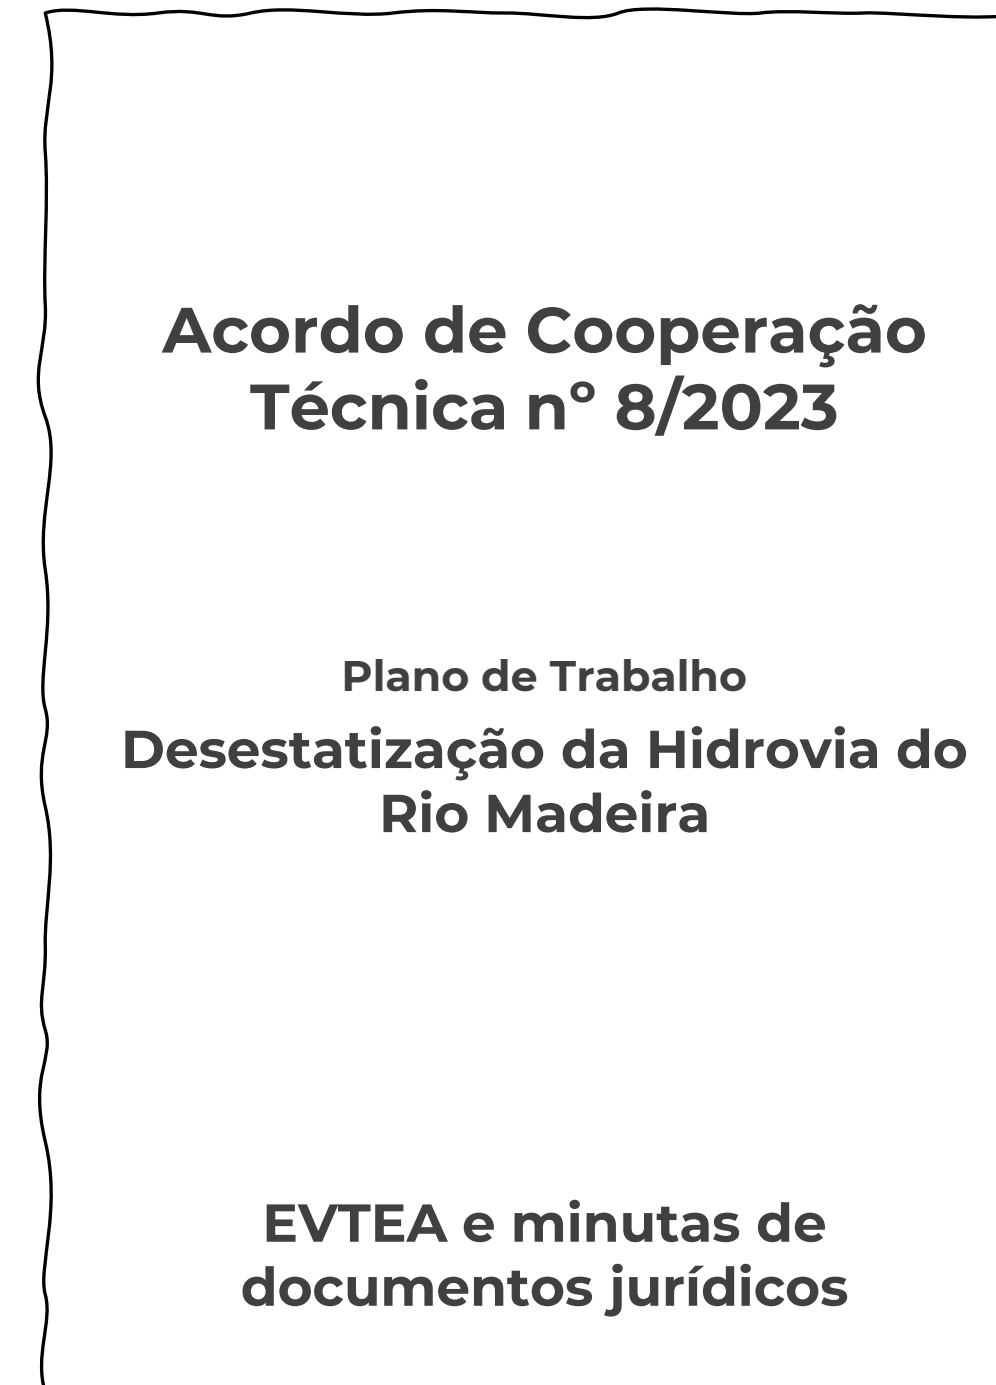 Acordo de Cooperação
Técnica nº 8/2023
Plano de Trabalho
Desestatização da Hidrovia do
Rio Madeira
EVTEA e minutas de
documentos jurídicos